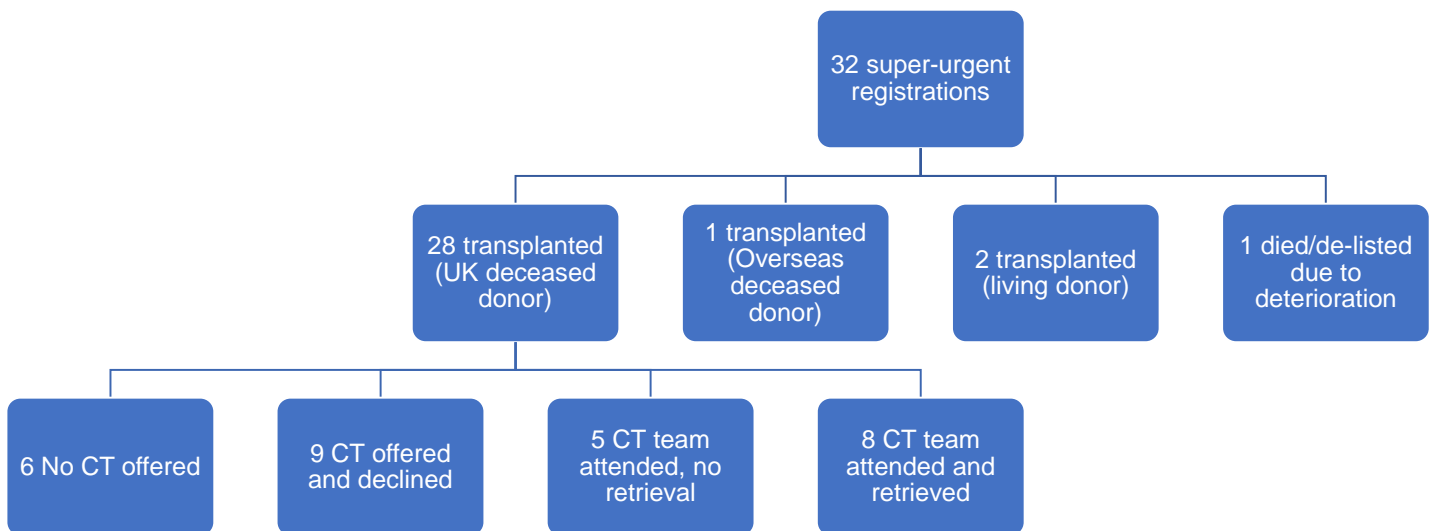 32 super-urgent
registrations
28 transplanted
(UK deceased
donor)
1 transplanted
(Overseas
deceased
donor)
2 transplanted
(living donor)
1 died/de-listed
due to
deterioration
6 No CT offered
9 CT offered
and declined
5 CT team
attended, no
retrieval
8 CT team
attended and
retrieved